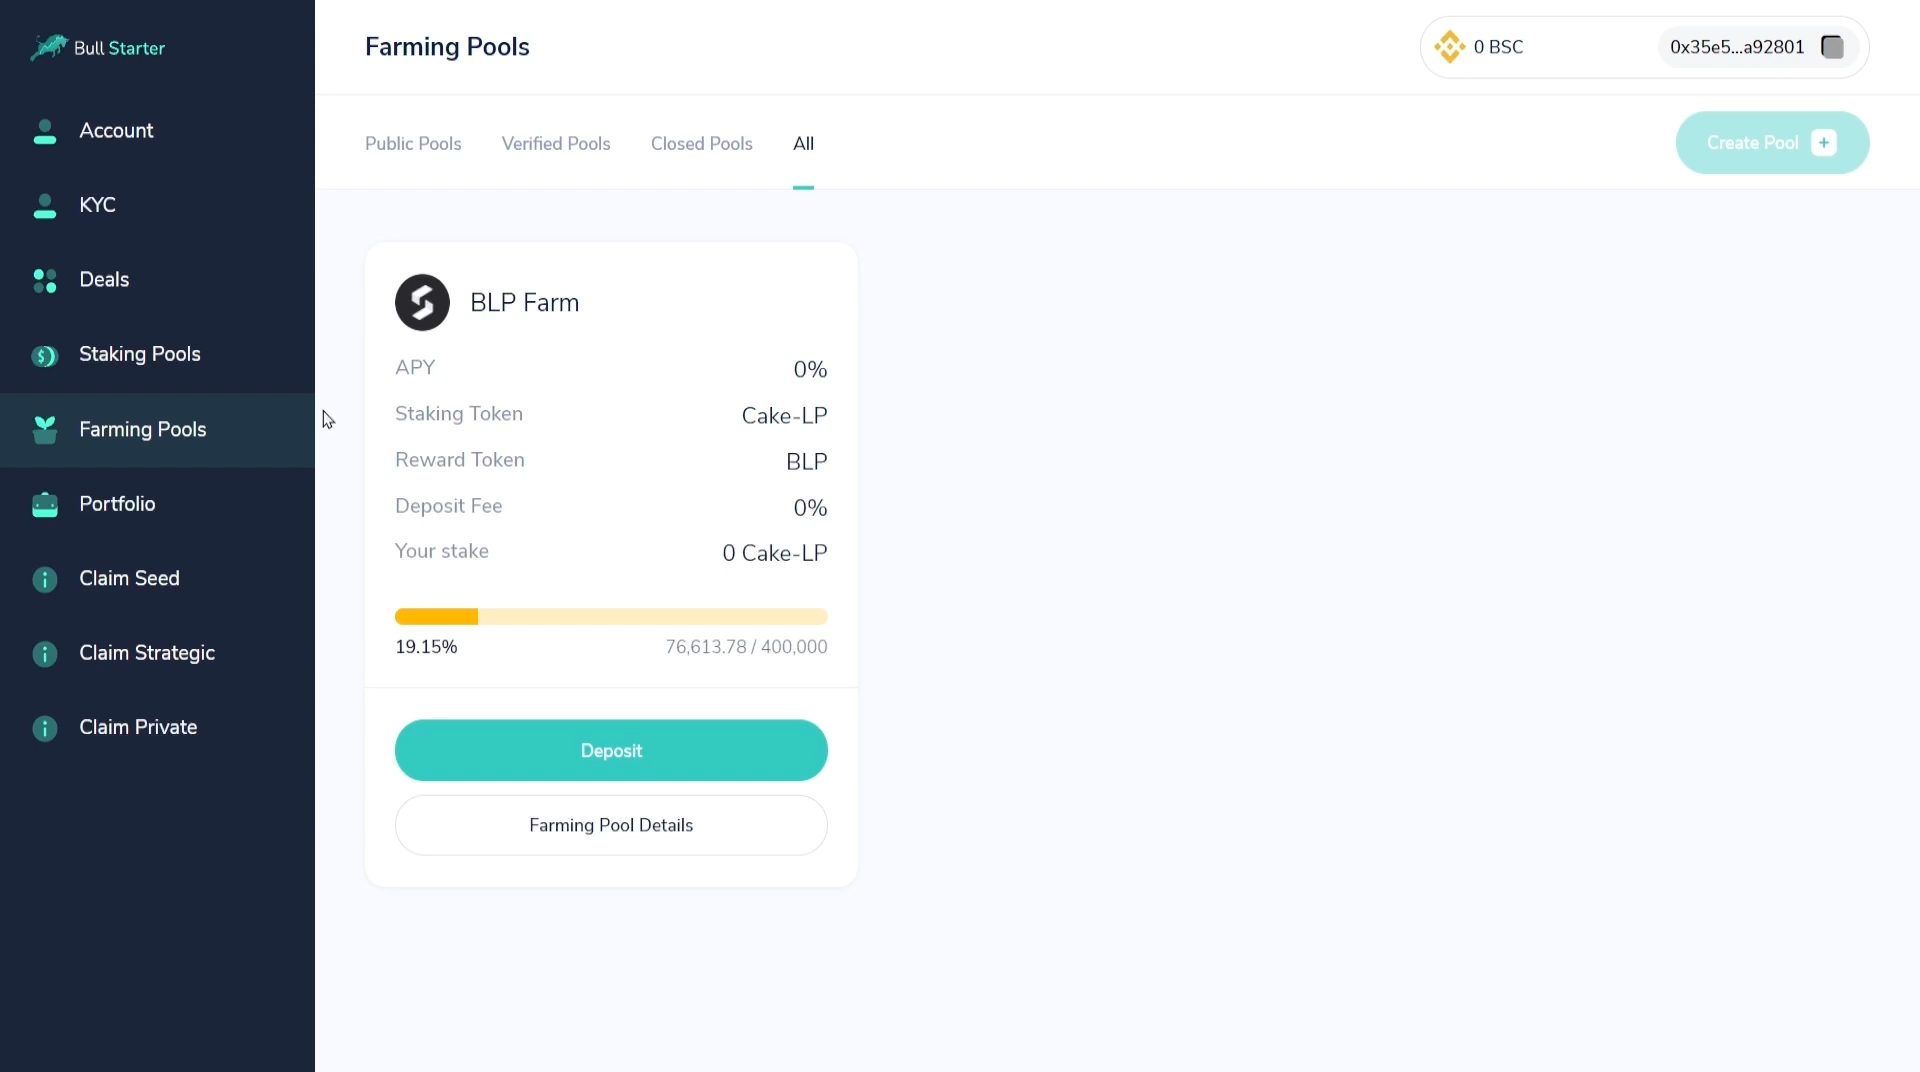 Bull Starter
Account
KYC
Deals
Staking Pools
Farming Pools
Portfolio
Claim Seed
Claim Strategic
Claim Private
Farming Pools
0 BSC
0x35e5...a92801
Public Pools
Verified Pools
Closed Pools
All
Create Pool +
BLP Farm
APY 0%
Staking Token Cake-LP
Reward Token BLP
Deposit Fee 0%
Your stake 0 Cake-LP
19.15% 76,613.78 / 400,000
Deposit
Farming Pool Details